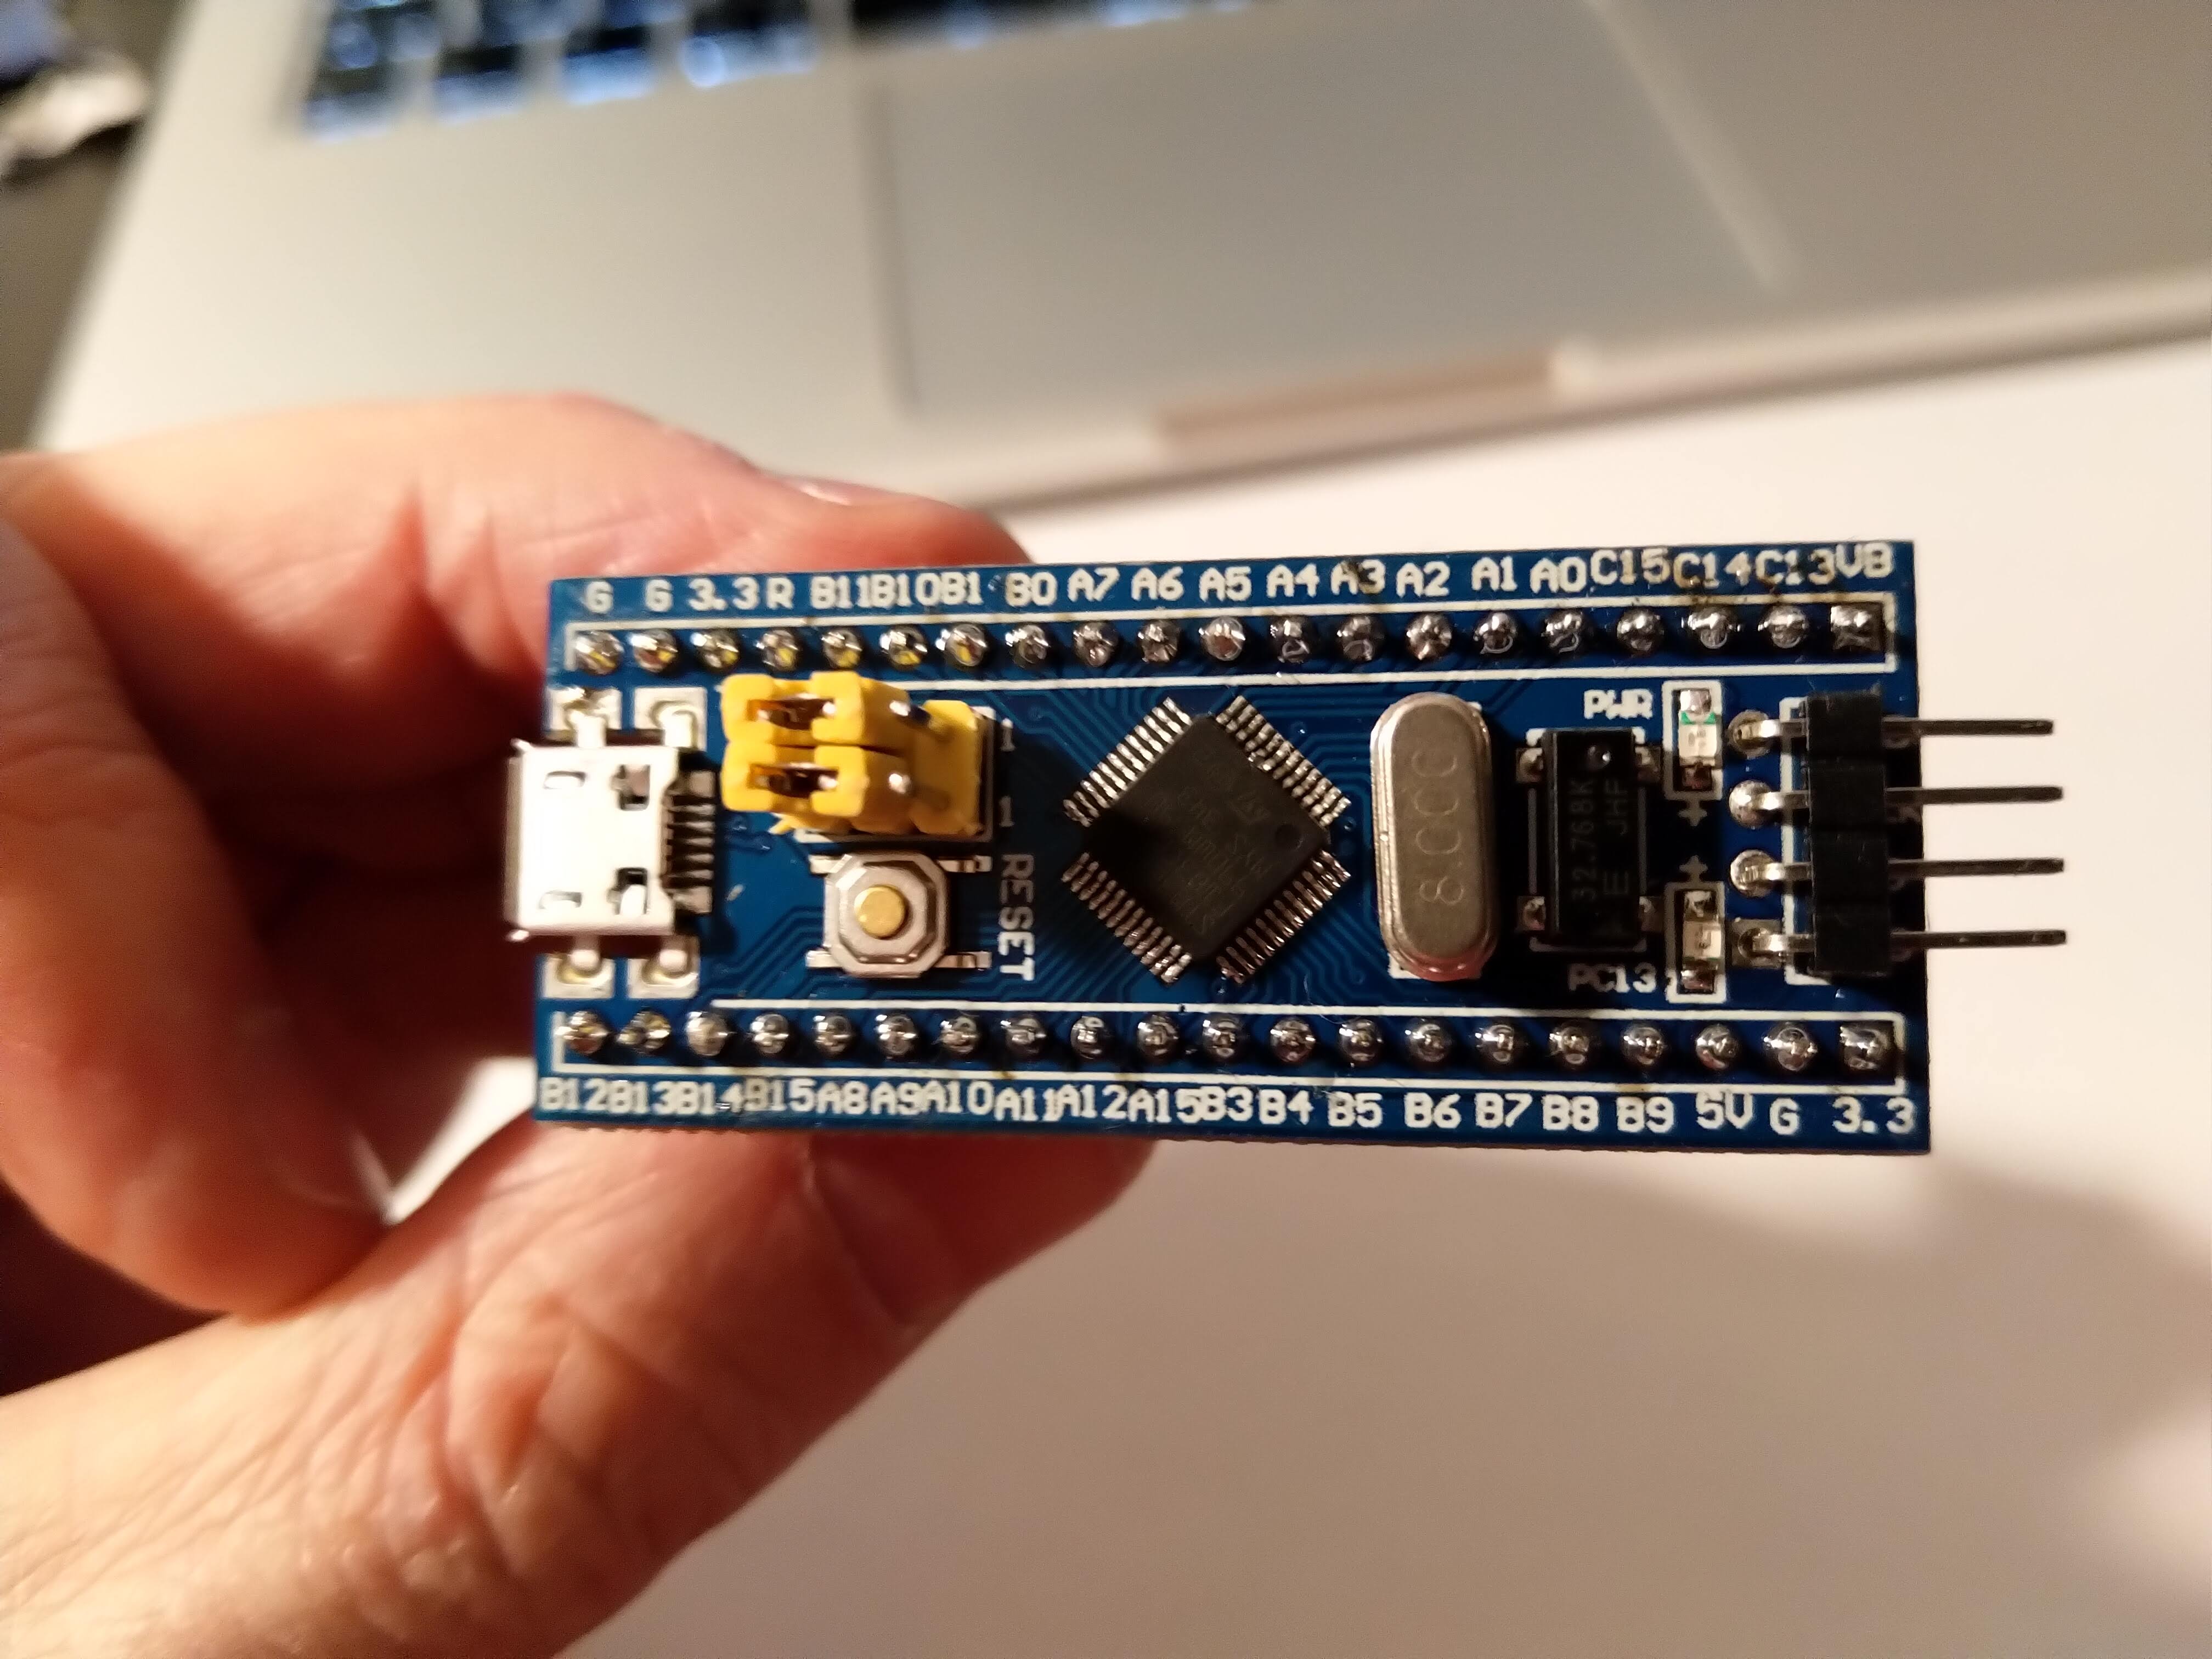 G G 3.3 R B11 B10 B1 B0 A7 A6 A5 A4 A3 A2 A1 A0 C15 C14 C13 VB
PWR
1
1
RESET
8.000
32.768K
E JHF
PC13
B12 B13 B14 B15 A8 A9 A10 A11 A12 A15 B3 B4 B5 B6 B7 B8 B9 5V G 3.3